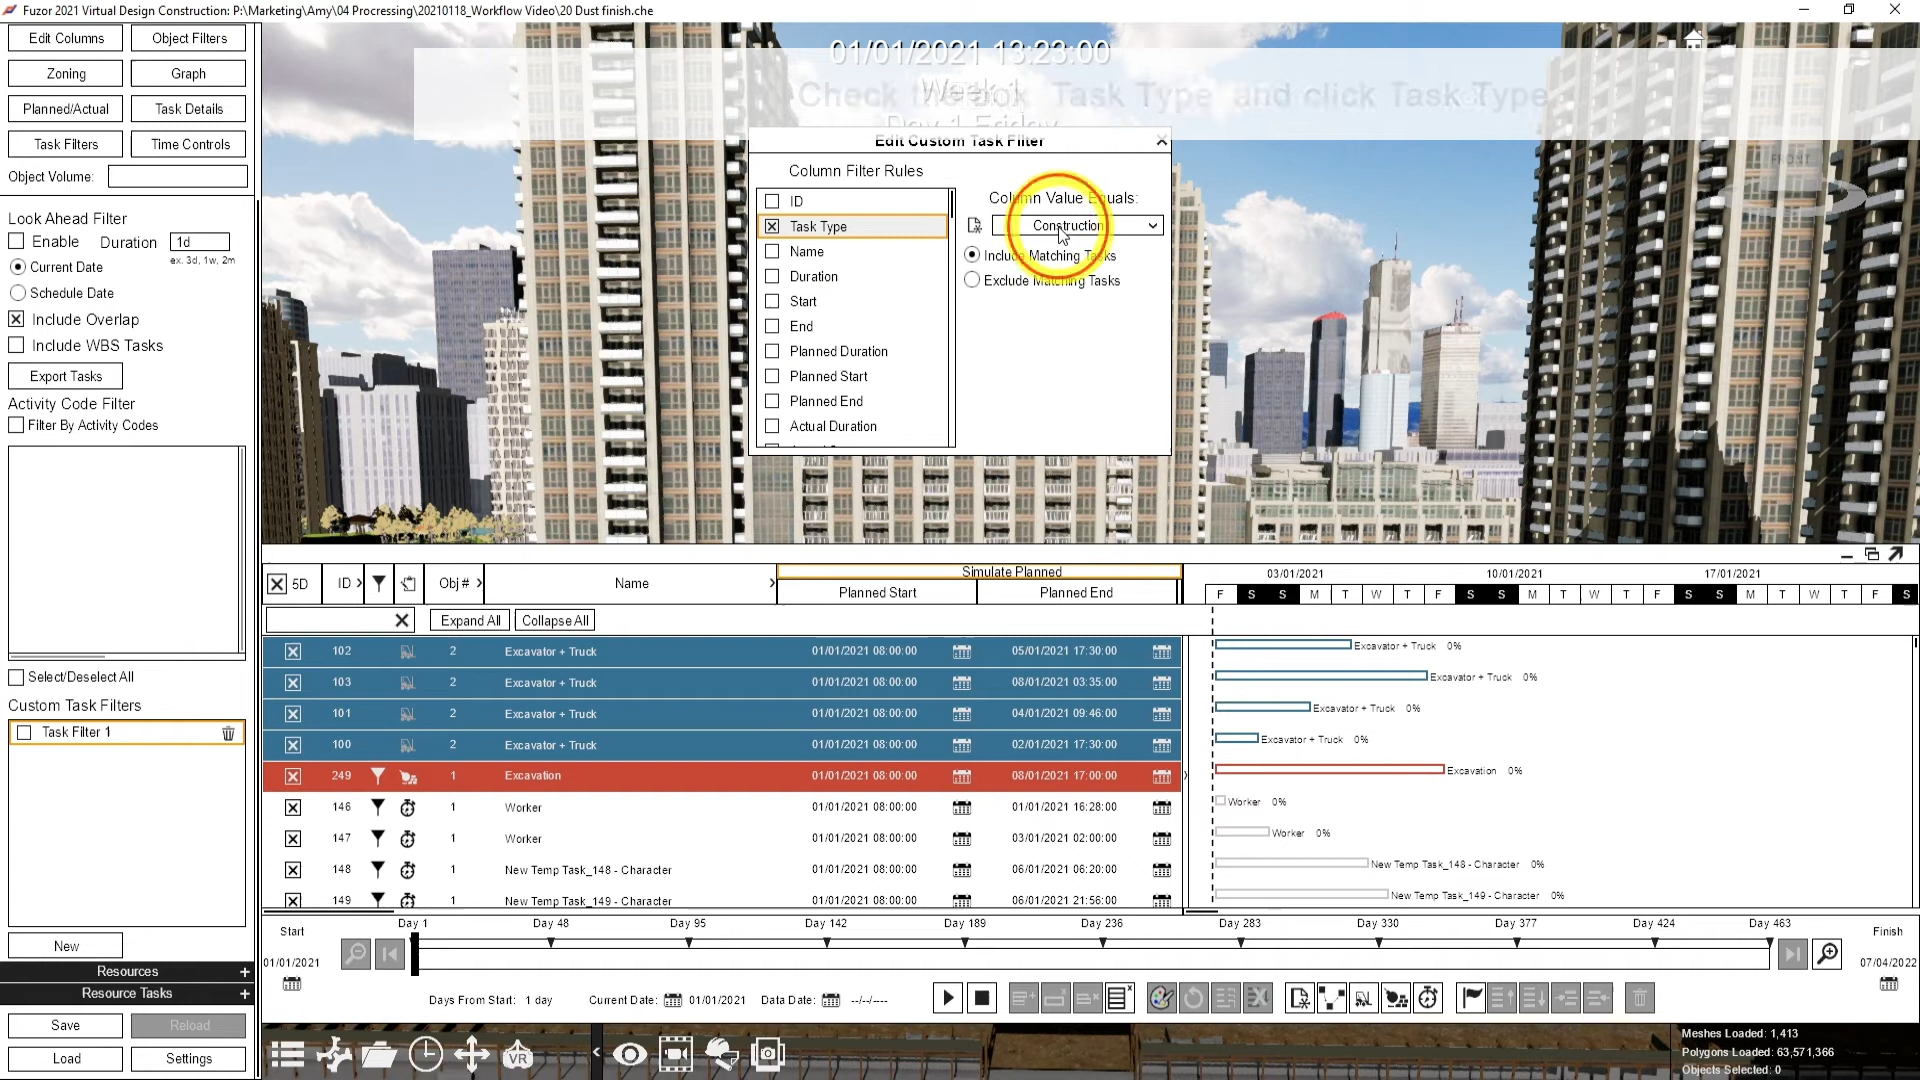 Fuzor 2021 Virtual Design Construction: P:\Marketing\Amy\04 Procressing\20210118_Workflow Video\20 Dust finish.che
Edit Columns
Object Filters
Zoning
Graph
Planned/Actual
Task Details
Task Filters
Time Controls
Object Volume:
Look Ahead Filter
Enable
Duration
1d
ex. 3d, 1w, 2m
Current Date
Schedule Date
Include Overlap
Include WBS Tasks
Export Tasks
Activity Code Filter
Filter By Activity Codes
Select/Deselect All
Custom Task Filters
Task Filter 1
New
Resources +
Resource Tasks +
Save
Reload
Load
Settings
01/01/2021 13:23:00
Week 1
Day 1 Friday
Check the box Task Type and click Task Type
FRONT
Edit Custom Task Filter
Column Filter Rules
ID
Task Type
Name
Duration
Start
End
Planned Duration
Planned Start
Planned End
Actual Duration
Column Value Equals:
Construction
Include Matching Tasks
Exclude Matching Tasks
5D
ID
Obj #
Name
Simulate Planned
Planned Start
Planned End
03/01/2021
10/01/2021
17/01/2021
F S S M T W T F S S M T W T F S S M T W T F S
Expand All
Collapse All
102 2 Excavator + Truck 01/01/2021 08:00:00 05/01/2021 17:30:00 Excavator + Truck 0%
103 2 Excavator + Truck 01/01/2021 08:00:00 08/01/2021 03:35:00 Excavator + Truck 0%
101 2 Excavator + Truck 01/01/2021 08:00:00 04/01/2021 09:46:00 Excavator + Truck 0%
100 2 Excavator + Truck 01/01/2021 08:00:00 02/01/2021 17:30:00 Excavator + Truck 0%
249 1 Excavation 01/01/2021 08:00:00 08/01/2021 17:00:00 Excavation 0%
146 1 Worker 01/01/2021 08:00:00 01/01/2021 16:28:00 Worker 0%
147 1 Worker 01/01/2021 08:00:00 03/01/2021 02:00:00 Worker 0%
148 1 New Temp Task_148 - Character 01/01/2021 08:00:00 06/01/2021 06:20:00 New Temp Task_148 - Character 0%
149 1 New Temp Task_149 - Character 01/01/2021 08:00:00 06/01/2021 21:56:00 New Temp Task_149 - Character 0%
Start
Day 1
Day 48
Day 95
Day 142
Day 189
Day 236
Day 283
Day 330
Day 377
Day 424
Day 463
Finish
01/01/2021
07/04/2022
Days From Start: 1 day
Current Date: 01/01/2021
Data Date: --/--/----
VR
Meshes Loaded: 1,413
Polygons Loaded: 63,571,366
Objects Selected: 0